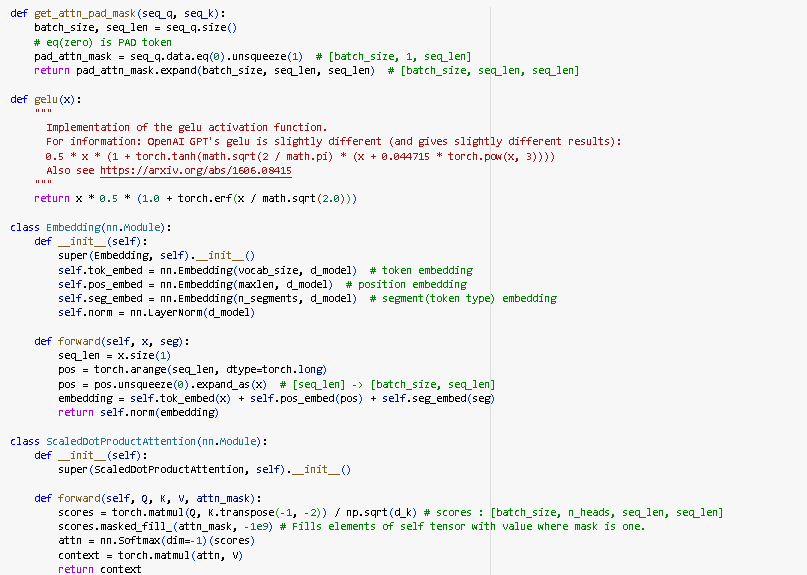 def get_attn_pad_mask(seq_q, seq_k):
    batch_size, seq_len = seq_q.size()
    # eq(zero) is PAD token
    pad_attn_mask = seq_q.data.eq(0).unsqueeze(1)  # [batch_size, 1, seq_len]
    return pad_attn_mask.expand(batch_size, seq_len, seq_len)  # [batch_size, seq_len, seq_len]

def gelu(x):
    """
      Implementation of the gelu activation function.
      For information: OpenAI GPT's gelu is slightly different (and gives slightly different results):
      0.5 * x * (1 + torch.tanh(math.sqrt(2 / math.pi) * (x + 0.044715 * torch.pow(x, 3))))
      Also see https://arxiv.org/abs/1606.08415
    """
    return x * 0.5 * (1.0 + torch.erf(x / math.sqrt(2.0)))

class Embedding(nn.Module):
    def __init__(self):
        super(Embedding, self).__init__()
        self.tok_embed = nn.Embedding(vocab_size, d_model)  # token embedding
        self.pos_embed = nn.Embedding(maxlen, d_model)  # position embedding
        self.seg_embed = nn.Embedding(n_segments, d_model)  # segment(token type) embedding
        self.norm = nn.LayerNorm(d_model)

    def forward(self, x, seg):
        seq_len = x.size(1)
        pos = torch.arange(seq_len, dtype=torch.long)
        pos = pos.unsqueeze(0).expand_as(x)  # [seq_len] -> [batch_size, seq_len]
        embedding = self.tok_embed(x) + self.pos_embed(pos) + self.seg_embed(seg)
        return self.norm(embedding)

class ScaledDotProductAttention(nn.Module):
    def __init__(self):
        super(ScaledDotProductAttention, self).__init__()

    def forward(self, Q, K, V, attn_mask):
        scores = torch.matmul(Q, K.transpose(-1, -2)) / np.sqrt(d_k) # scores : [batch_size, n_heads, seq_len, seq_len]
        scores.masked_fill_(attn_mask, -1e9) # Fills elements of self tensor with value where mask is one.
        attn = nn.Softmax(dim=-1)(scores)
        context = torch.matmul(attn, V)
        return context